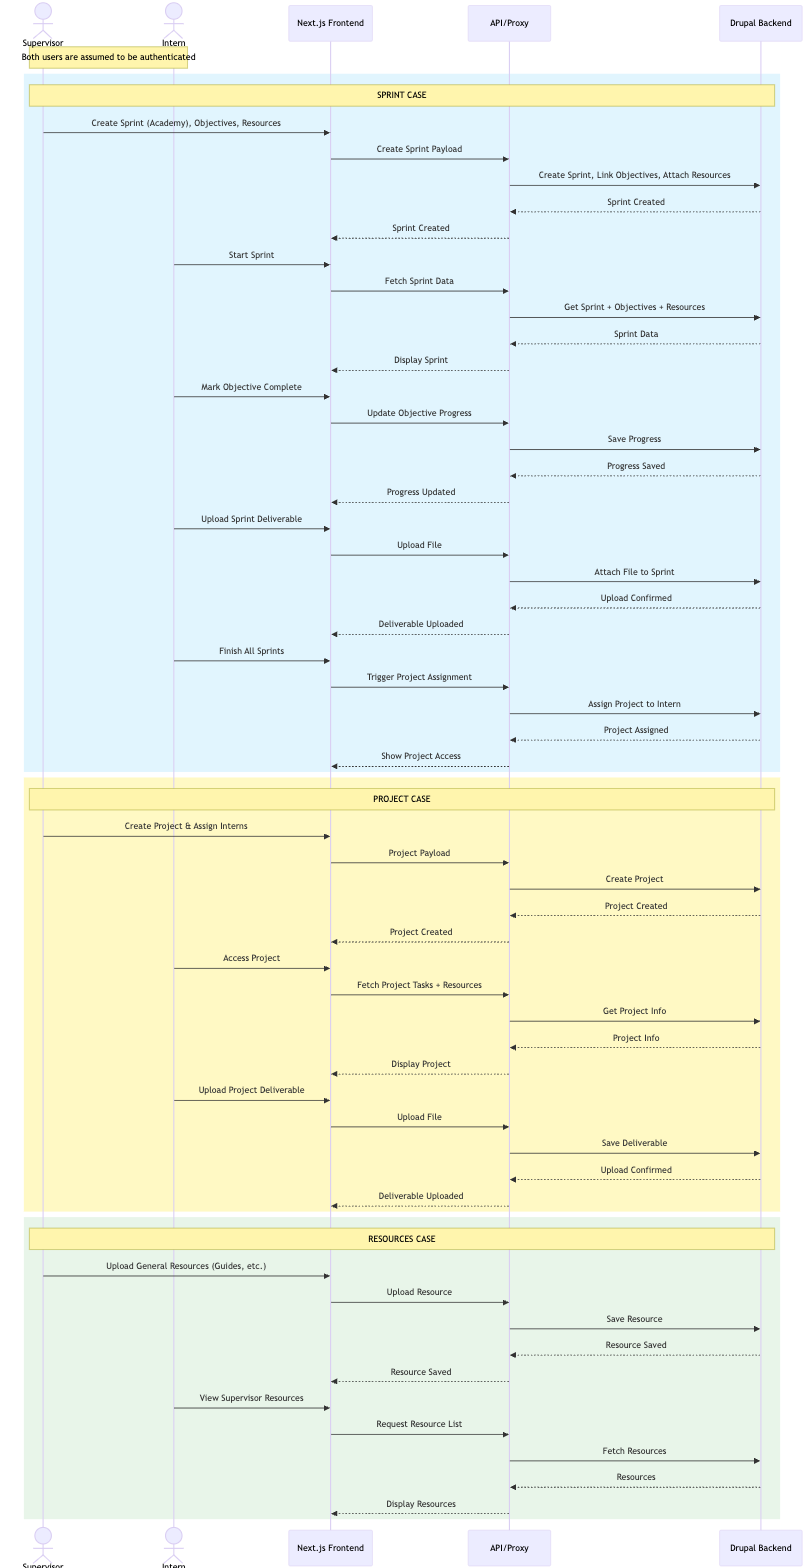 Supervisor
Intern
Next.js Frontend
API/Proxy
Drupal Backend
Both users are assumed to be authenticated
SPRINT CASE
Create Sprint (Academy), Objectives, Resources
Create Sprint Payload
Create Sprint, Link Objectives, Attach Resources
Sprint Created
Sprint Created
Start Sprint
Fetch Sprint Data
Get Sprint + Objectives + Resources
Sprint Data
Display Sprint
Mark Objective Complete
Update Objective Progress
Save Progress
Progress Saved
Progress Updated
Upload Sprint Deliverable
Upload File
Attach File to Sprint
Upload Confirmed
Deliverable Uploaded
Finish All Sprints
Trigger Project Assignment
Assign Project to Intern
Project Assigned
Show Project Access
PROJECT CASE
Create Project & Assign Interns
Project Payload
Create Project
Project Created
Project Created
Access Project
Fetch Project Tasks + Resources
Get Project Info
Project Info
Display Project
Upload Project Deliverable
Upload File
Save Deliverable
Upload Confirmed
Deliverable Uploaded
RESOURCES CASE
Upload General Resources (Guides, etc.)
Upload Resource
Save Resource
Resource Saved
Resource Saved
View Supervisor Resources
Request Resource List
Fetch Resources
Resources
Display Resources
Supervisor
Intern
Next.js Frontend
API/Proxy
Drupal Backend